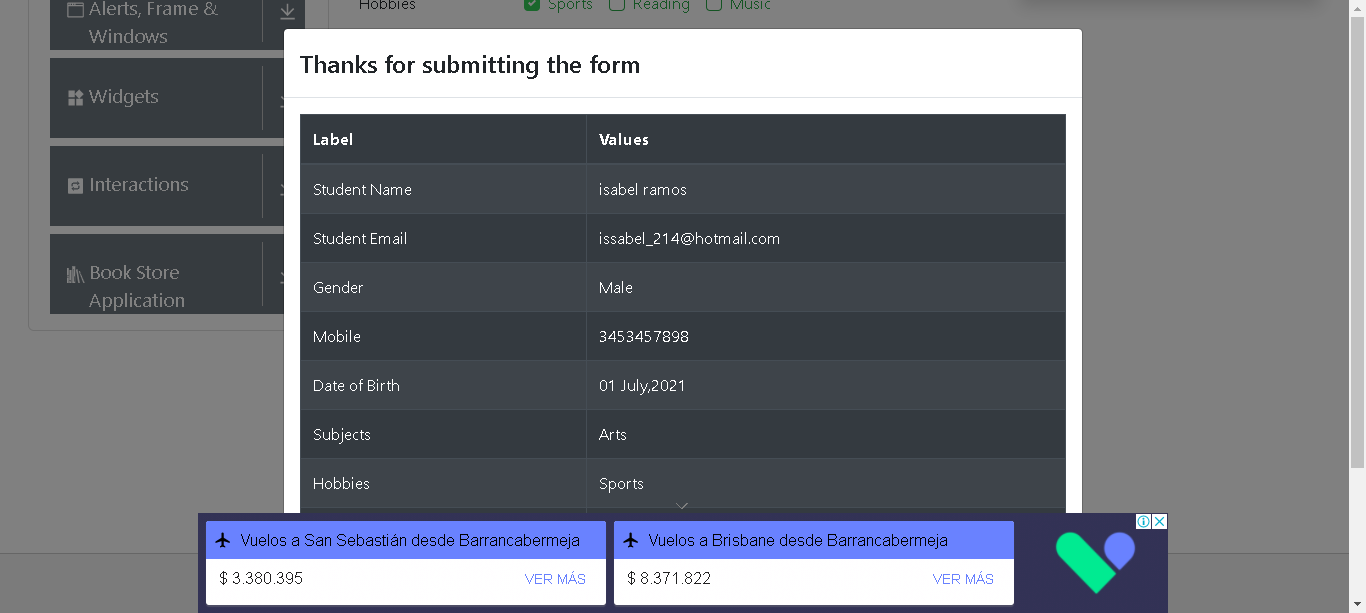 Alerts, Frame &
Windows
Hobbies
Sports Reading Music
Thanks for submitting the form
Widgets
Interactions
Book Store
Application
Label Values
Student Name isabel ramos
Student Email issabel_214@hotmail.com
Gender Male
Mobile 3453457898
Date of Birth 01 July,2021
Subjects Arts
Hobbies Sports
Vuelos a San Sebastián desde Barrancabermeja
$ 3.380.395 VER MÁS
Vuelos a Brisbane desde Barrancabermeja
$ 8.371.822 VER MÁS